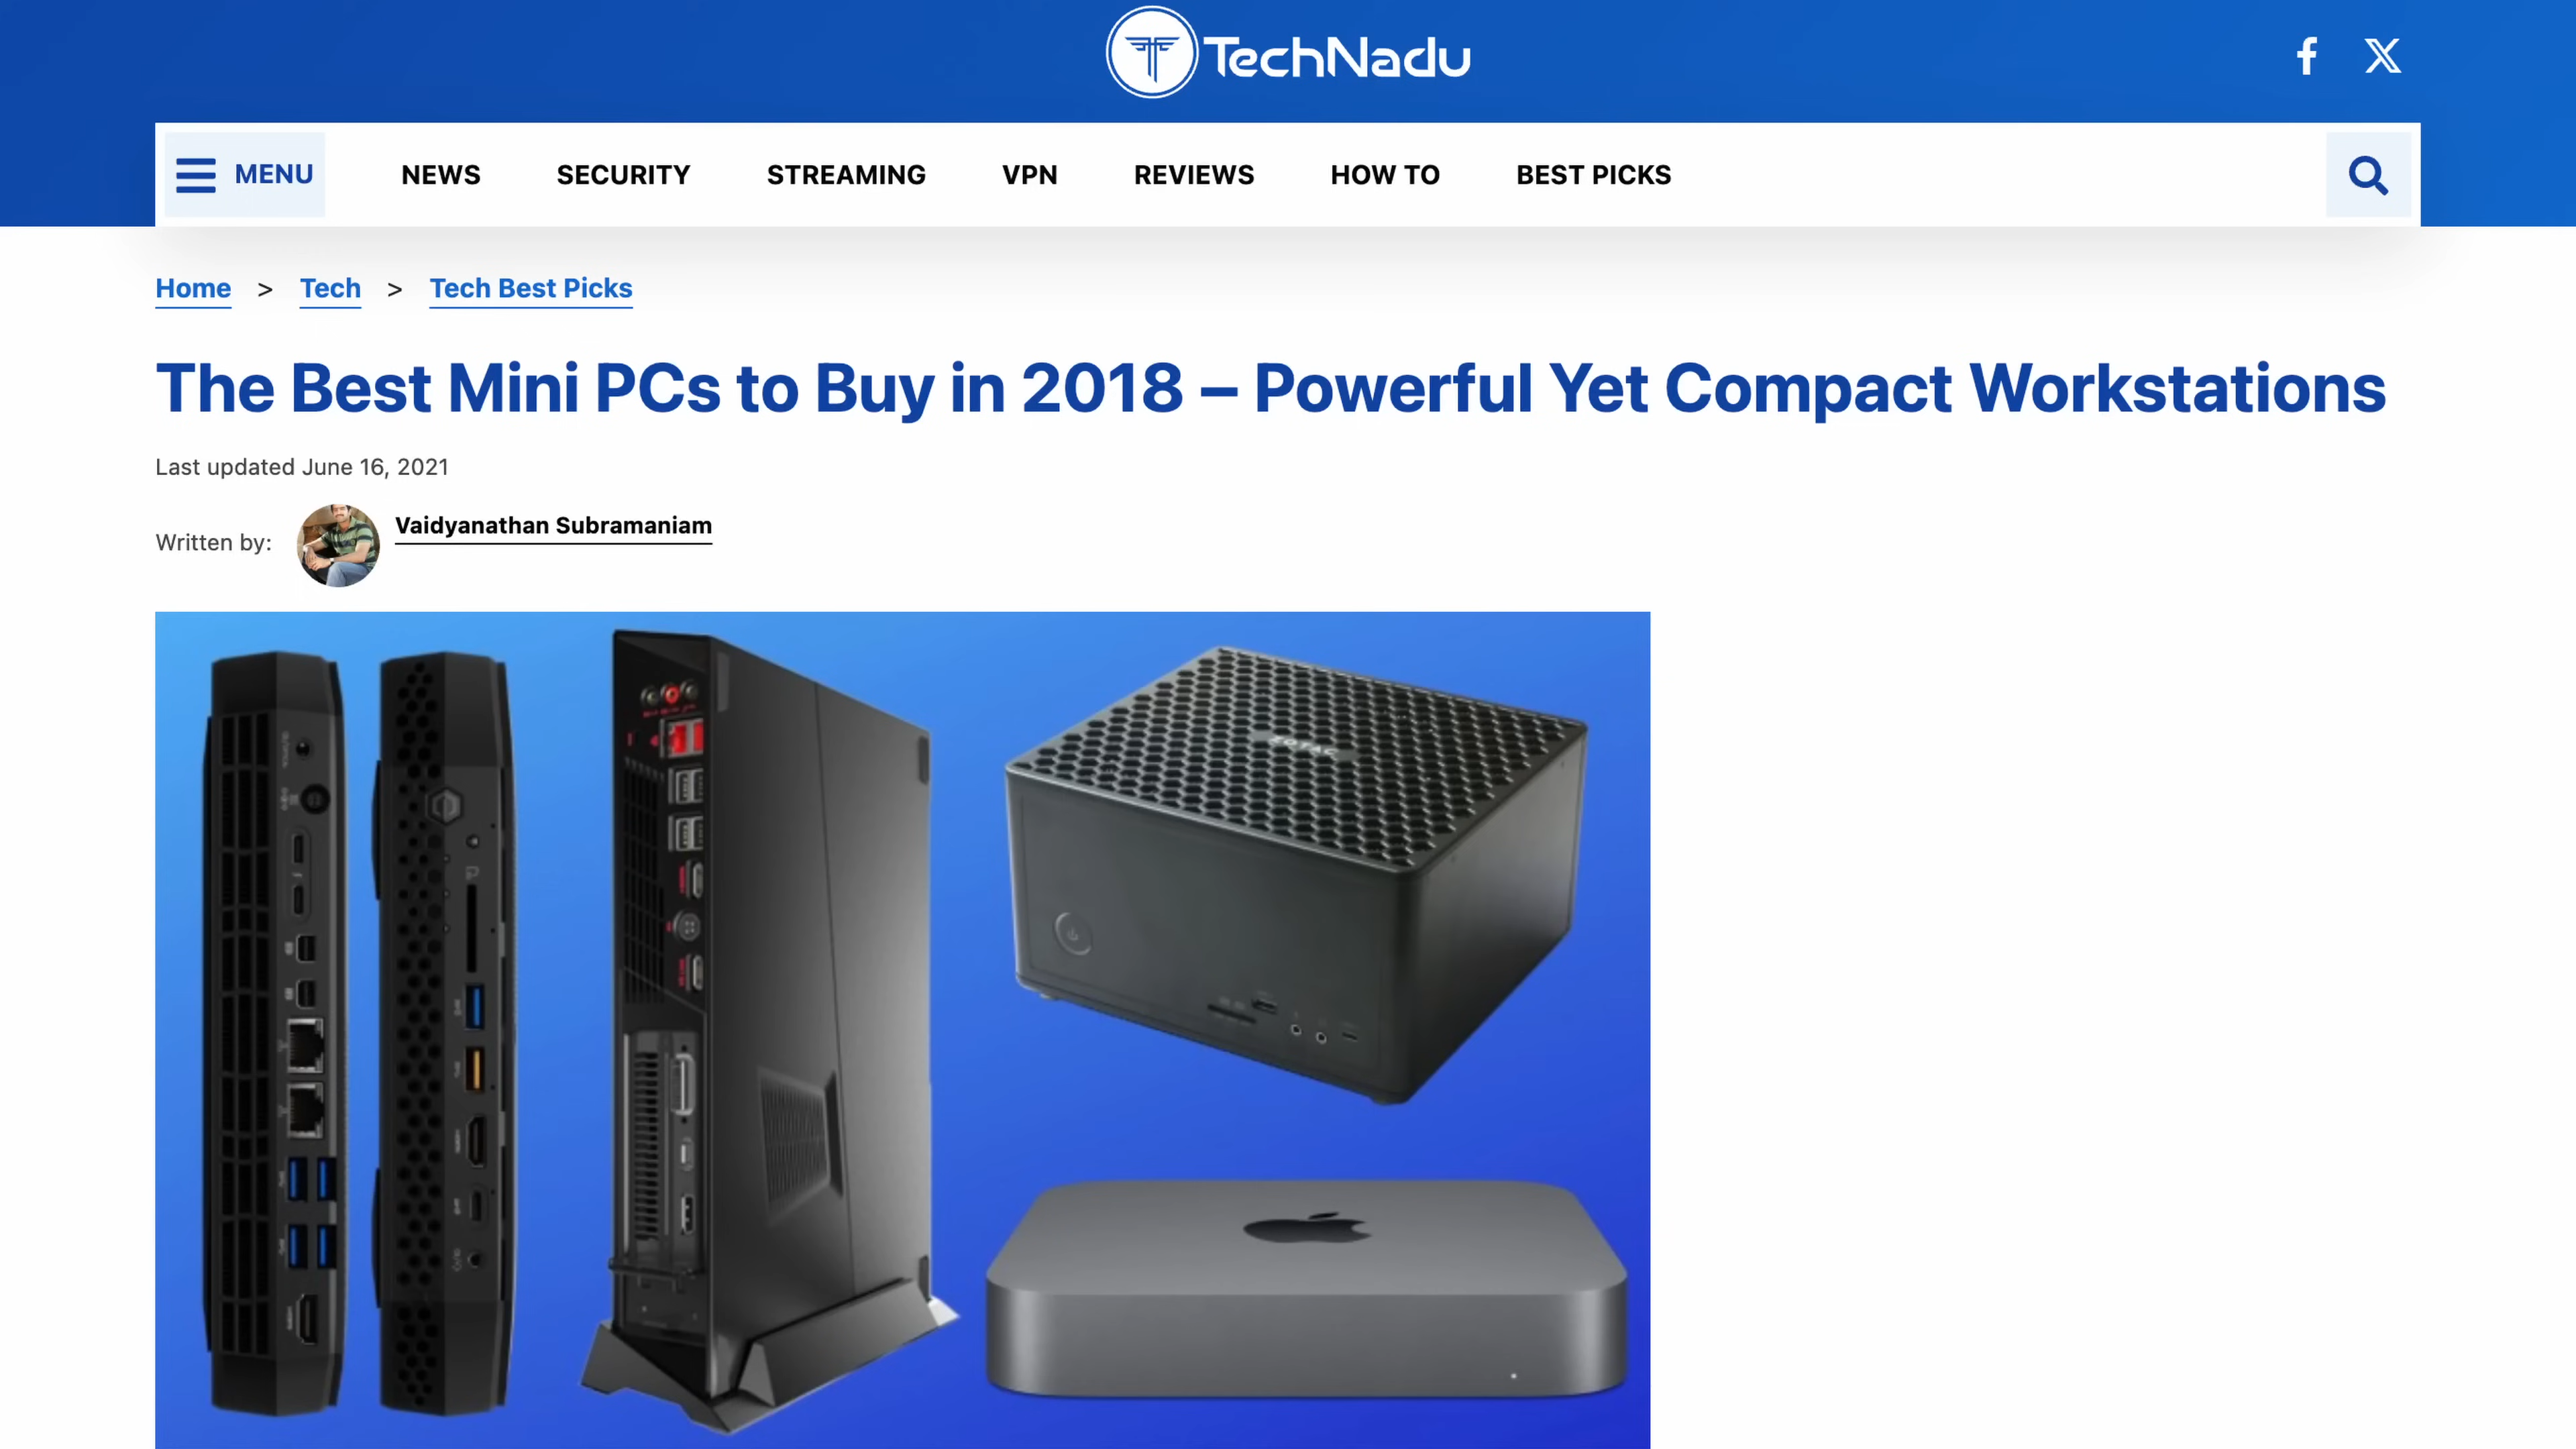 TechNadu
MENU
NEWS
SECURITY
STREAMING
VPN
REVIEWS
HOW TO
BEST PICKS
Home > Tech > Tech Best Picks
The Best Mini PCs to Buy in 2018 – Powerful Yet Compact Workstations
Last updated June 16, 2021
Written by:
Vaidyanathan Subramaniam
ZOTAC